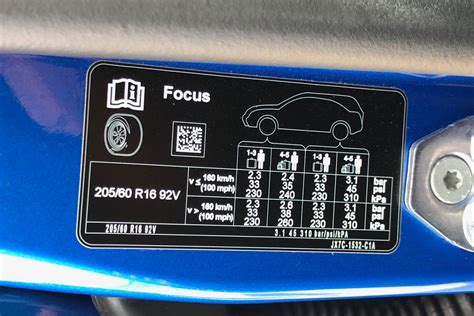 Focus
1-3 4-5 1-3 4-5
v ≤ 160 km/h 2.3 2.4 2.3 3.1 bar
(100 mph) 33 35 33 45 psi
230 240 230 310 kPa
205/60 R16 92V
v ≥ 160 km/h 2.3 2.6 2.3 3.1 bar
(100 mph) 33 38 33 45 psi
230 260 230 310 kPa
205/60 R16 92V 3.1 45 310 bar/psi/kPA
JX7C-1532-C1A